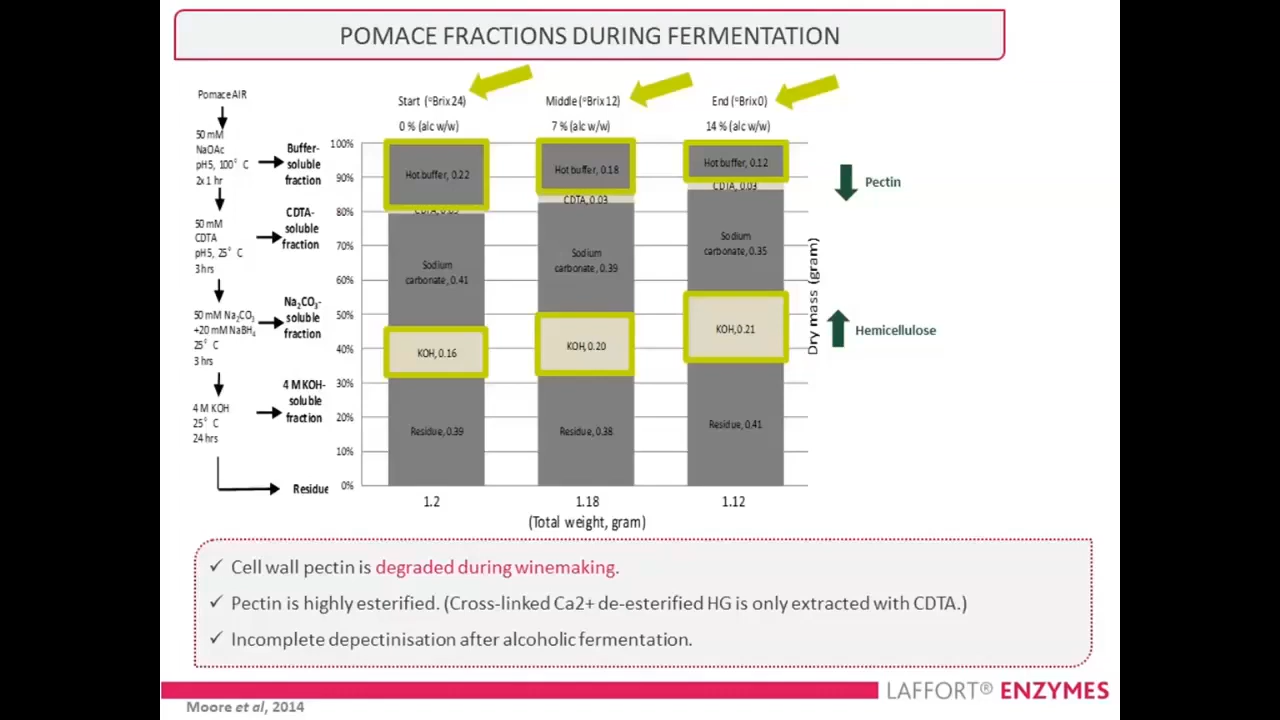 POMACE FRACTIONS DURING FERMENTATION
Pomace AIR
50 mM
NaOAc
pH5, 100° C
2x 1 hr
50 mM
CDTA
pH5, 25° C
3 hrs
50 mM Na₂CO₃
+20 mM NaBH₄
25° C
3 hrs
4 M KOH
25° C
24 hrs
Buffer-
soluble
fraction
CDTA-
soluble
fraction
Na₂CO₃-
soluble
fraction
4 M KOH-
soluble
fraction
Residue
100%
90%
80%
70%
60%
50%
40%
30%
20%
10%
0%
Start (°Brix 24)
0 % (alc w/w)
Hot buffer, 0.22
Sodium
carbonate, 0.41
KOH, 0.16
Residue, 0.39
1.2
Middle (°Brix 12)
7 % (alc w/w)
Hot buffer, 0.18
CDTA, 0.03
Sodium
carbonate, 0.39
KOH, 0.20
Residue, 0.38
1.18
End (°Brix 0)
14 % (alc w/w)
Hot buffer, 0.12
CDTA, 0.03
Sodium
carbonate, 0.35
KOH, 0.21
Residue, 0.41
1.12
(Total weight, gram)
Dry mass (gram)
Pectin
Hemicellulose
✓ Cell wall pectin is degraded during winemaking.
✓ Pectin is highly esterified. (Cross-linked Ca2+ de-esterified HG is only extracted with CDTA.)
✓ Incomplete depectinisation after alcoholic fermentation.
LAFFORT® ENZYMES
Moore et al, 2014